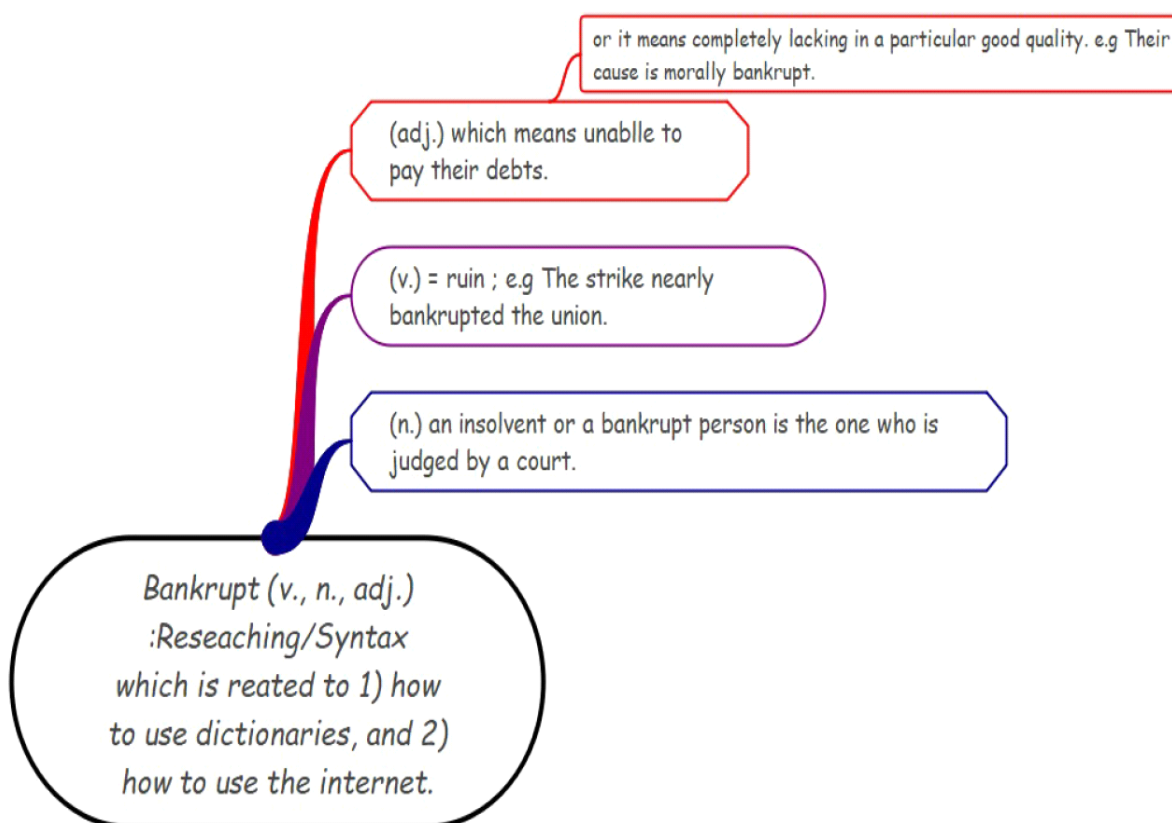 or it means completely lacking in a particular good quality. e.g Their
cause is morally bankrupt.
(adj.) which means unablle to
pay their debts.
(v.) = ruin ; e.g The strike nearly
bankrupted the union.
(n.) an insolvent or a bankrupt person is the one who is
judged by a court.
Bankrupt (v., n., adj.)
:Reseaching/Syntax
which is reated to 1) how
to use dictionaries, and 2)
how to use the internet.